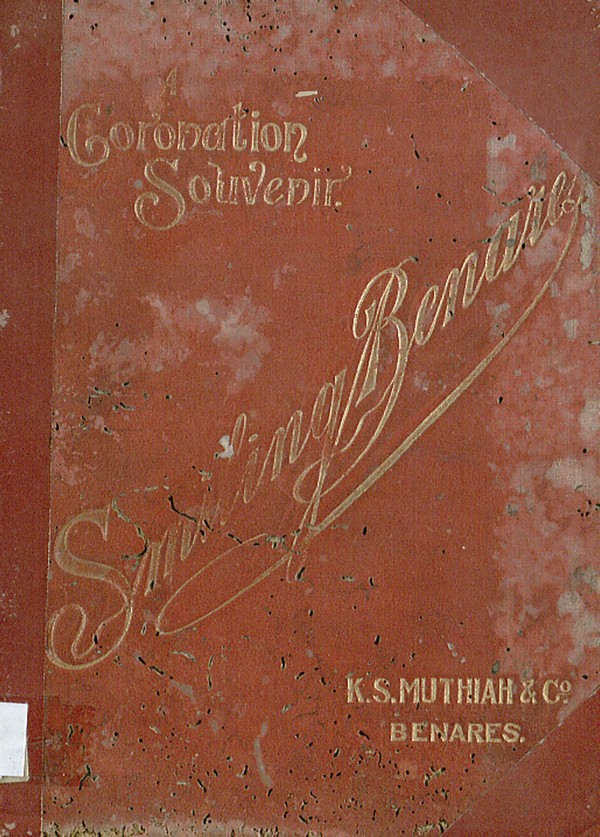 A
Coronation
Souvenir.
Smiling Benares
K. S. MUTHIAH & Co.
BENARES.